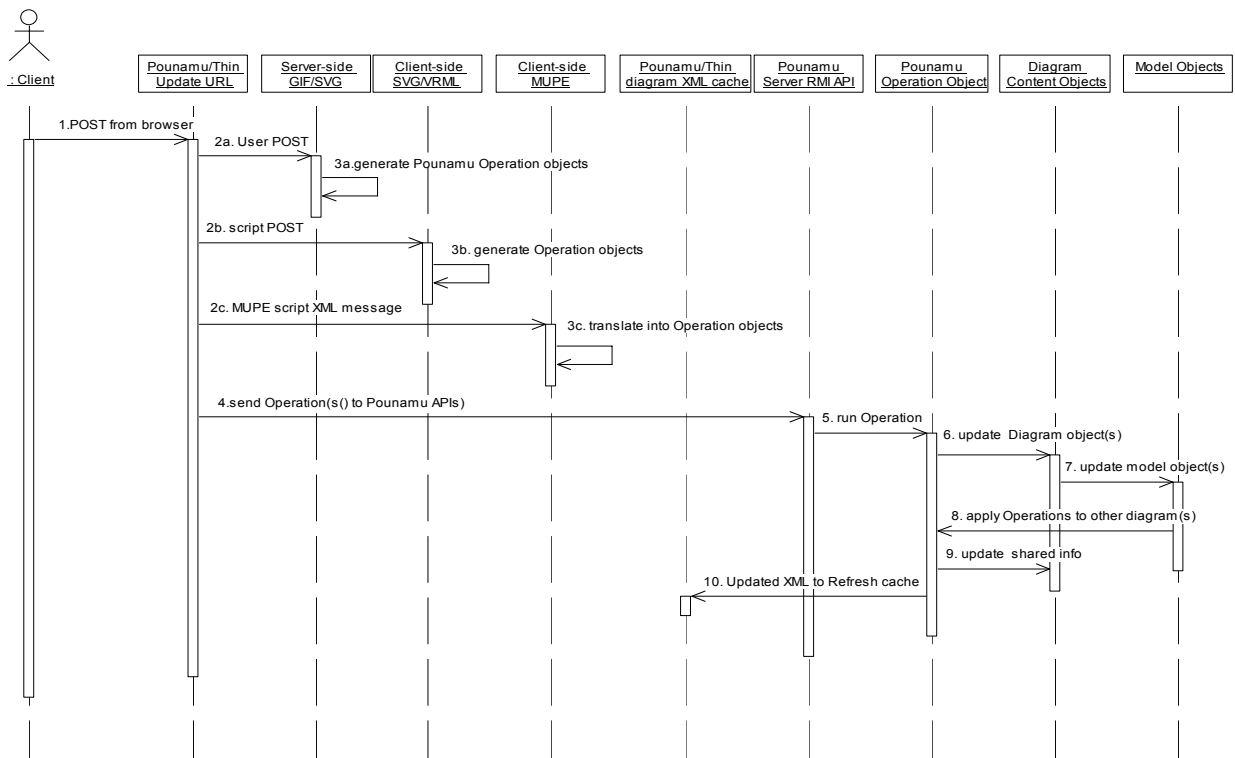 : Client
Pounamu/Thin
Update URL
Server-side
GIF/SVG
Client-side
SVG/VRML
Client-side
MUPE
Pounamu/Thin
diagram XML cache
Pounamu
Server RMI API
Pounamu
Operation Object
Diagram
Content Objects
Model Objects
1.POST from browser
2a. User POST
3a.generate Pounamu Operation objects
2b. script POST
3b. generate Operation objects
2c. MUPE script XML message
3c. translate into Operation objects
4.send Operation(s() to Pounamu APIs)
5. run Operation
6. update Diagram object(s)
7. update model object(s)
8. apply Operations to other diagram(s)
9. update shared info
10. Updated XML to Refresh cache